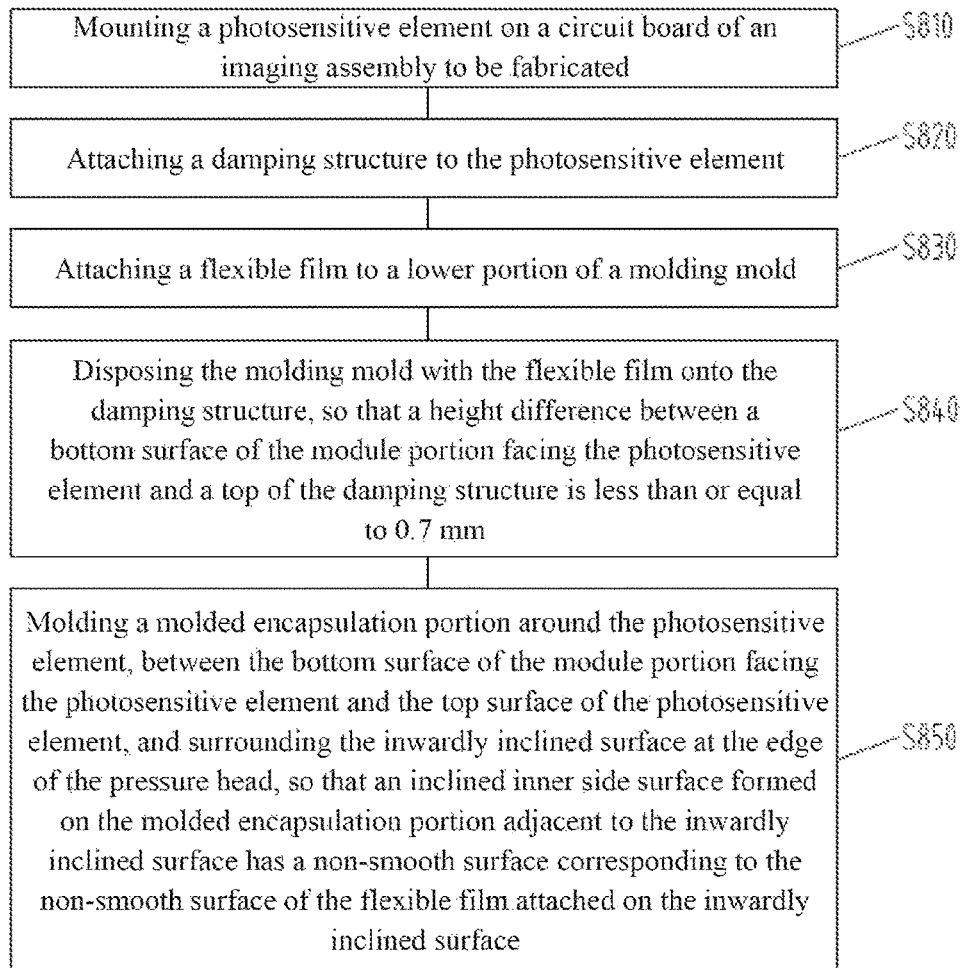 Mounting a photosensitive element on a circuit board of an
imaging assembly to be fabricated
S810
Attaching a damping structure to the photosensitive element
S820
Attaching a flexible film to a lower portion of a molding mold
S830
Disposing the molding mold with the flexible film onto the
damping structure, so that a height difference between a
bottom surface of the module portion facing the photosensitive
element and a top of the damping structure is less than or equal
to 0.7 mm
S840
Molding a molded encapsulation portion around the photosensitive
element, between the bottom surface of the module portion facing
the photosensitive element and the top surface of the photosensitive
element, and surrounding the inwardly inclined surface at the edge
of the pressure head, so that an inclined inner side surface formed
on the molded encapsulation portion adjacent to the inwardly
inclined surface has a non-smooth surface corresponding to the
non-smooth surface of the flexible film attached on the inwardly
inclined surface
S850